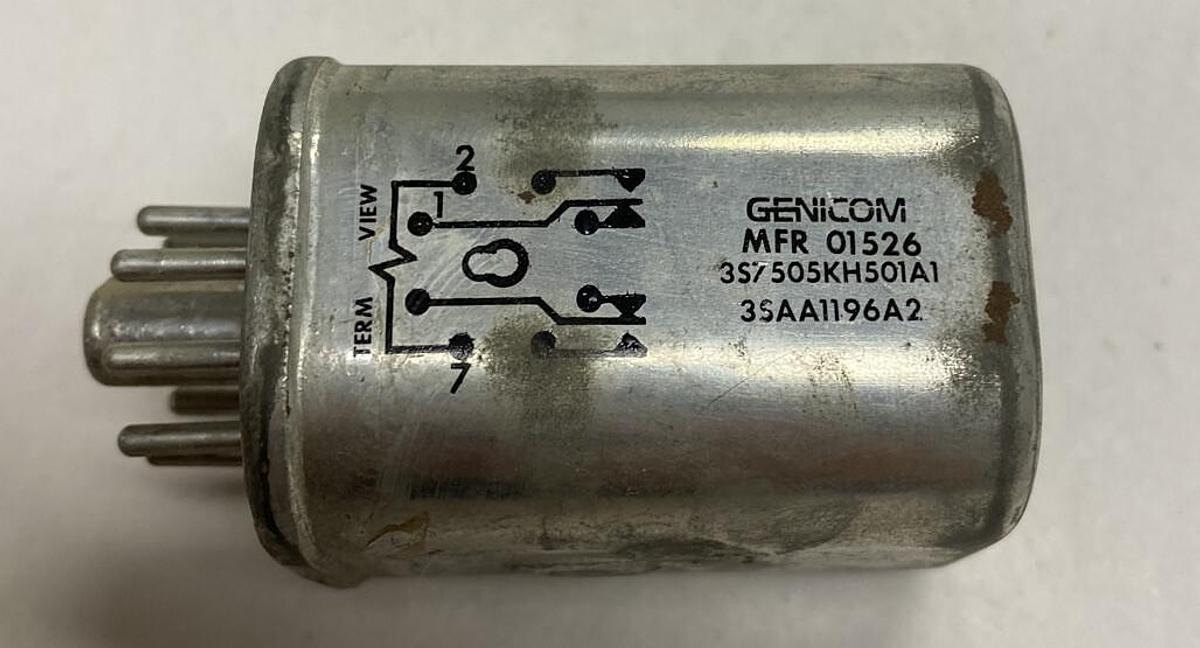 2
1
VIEW
TERM
7
GENICOM
MFR 01526
3S7505KH501A1
3SAA1196A2